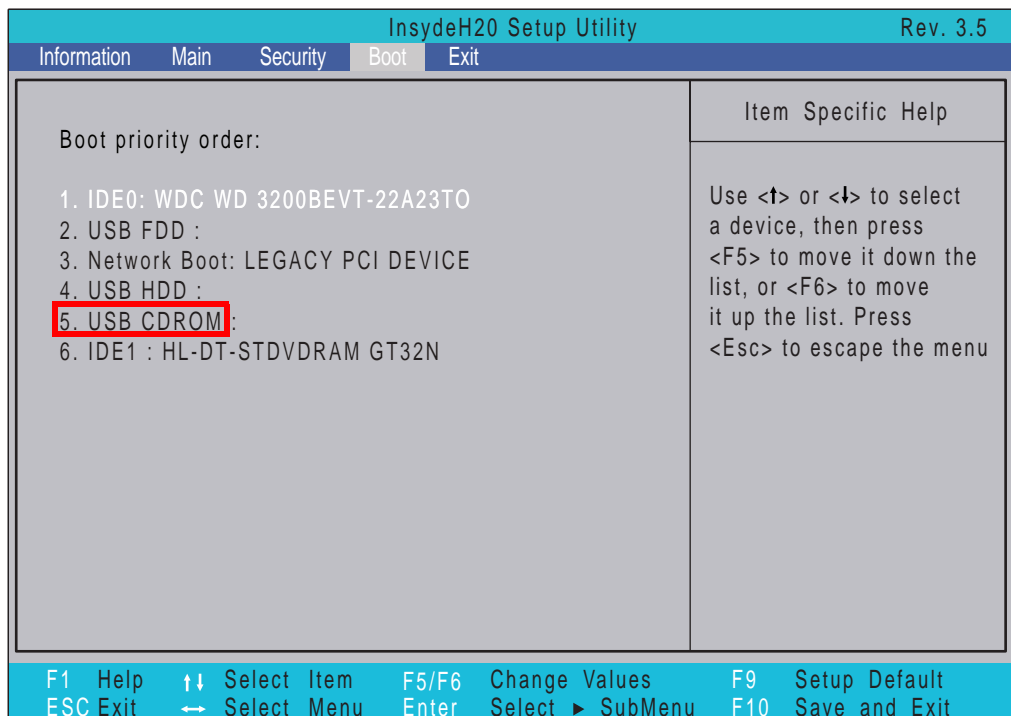 InsydeH20 Setup Utility Rev. 3.5
Information Main Security Boot Exit
Boot priority order:
1. IDE0: WDC WD 3200BEVT-22A23TO
2. USB FDD :
3. Network Boot: LEGACY PCI DEVICE
4. USB HDD :
5. USB CDROM :
6. IDE1 : HL-DT-STDVDRAM GT32N
Item Specific Help
Use <↑> or <↓> to select
a device, then press
<F5> to move it down the
list, or <F6> to move
it up the list. Press
<Esc> to escape the menu
F1 Help ↑↓ Select Item F5/F6 Change Values F9 Setup Default
ESC Exit ↔ Select Menu Enter Select ► SubMenu F10 Save and Exit